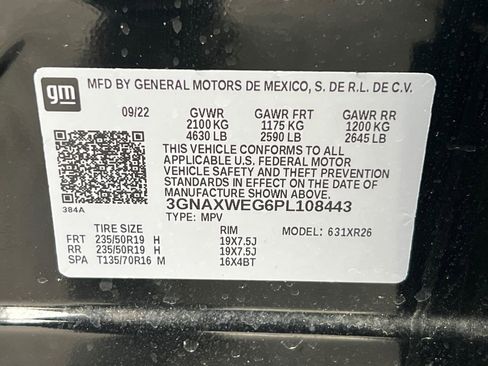 gm
MFD BY GENERAL MOTORS DE MEXICO, S. DE R.L. DE C.V.
09/22 GVWR GAWR FRT GAWR RR
2100 KG 1175 KG 1200 KG
4630 LB 2590 LB 2645 LB
THIS VEHICLE CONFORMS TO ALL
APPLICABLE U.S. FEDERAL MOTOR
VEHICLE SAFETY AND THEFT PREVENTION
STANDARDS IN EFFECT ON THE DATE OF
MANUFACTURE SHOWN ABOVE.
3GNAXWEG6PL108443
384A TYPE: MPV
TIRE SIZE RIM MODEL: 631XR26
FRT 235/50R19 H 19X7.5J
RR 235/50R19 H 19X7.5J
SPA T135/70R16 M 16X4BT